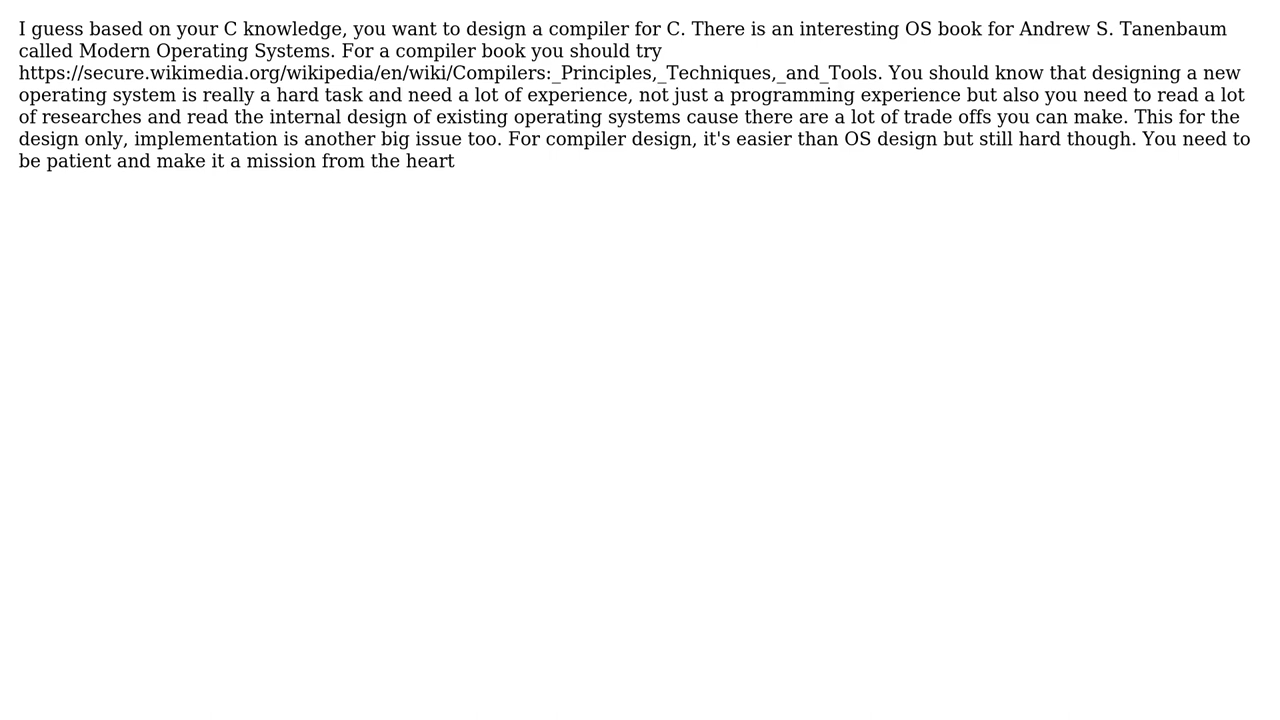 I guess based on your C knowledge, you want to design a compiler for C. There is an interesting OS book for Andrew S. Tanenbaum
called Modern Operating Systems. For a compiler book you should try
https://secure.wikimedia.org/wikipedia/en/wiki/Compilers:_Principles,_Techniques,_and_Tools. You should know that designing a new
operating system is really a hard task and need a lot of experience, not just a programming experience but also you need to read a lot
of researches and read the internal design of existing operating systems cause there are a lot of trade offs you can make. This for the
design only, implementation is another big issue too. For compiler design, it's easier than OS design but still hard though. You need to
be patient and make it a mission from the heart